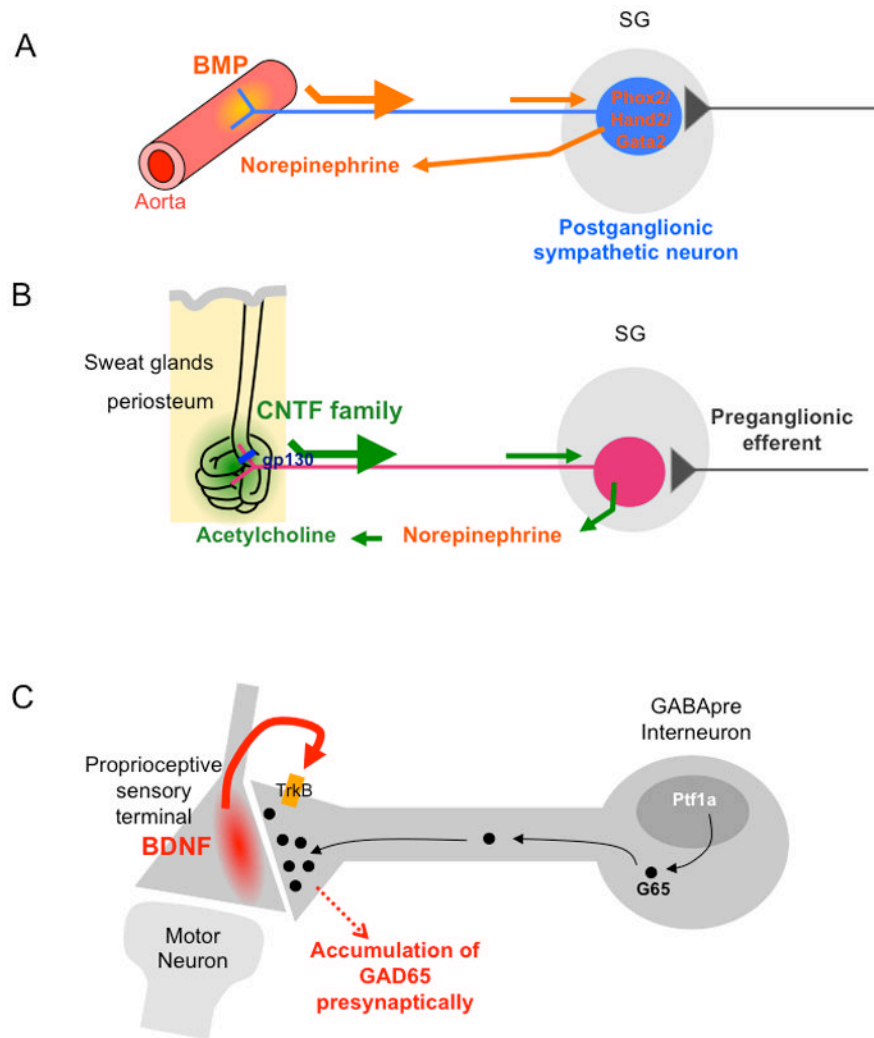 A
SG
BMP
Phox2/
Hand2/
Gata2
Norepinephrine
Aorta
Postganglionic
sympathetic neuron
B
SG
Sweat glands
periosteum
CNTF family
gp130
Preganglionic
efferent
Acetylcholine
Norepinephrine
C
GABApre
Interneuron
Proprioceptive
sensory
terminal
BDNF
TrkB
Ptf1a
G65
Motor
Neuron
Accumulation of
GAD65
presynaptically